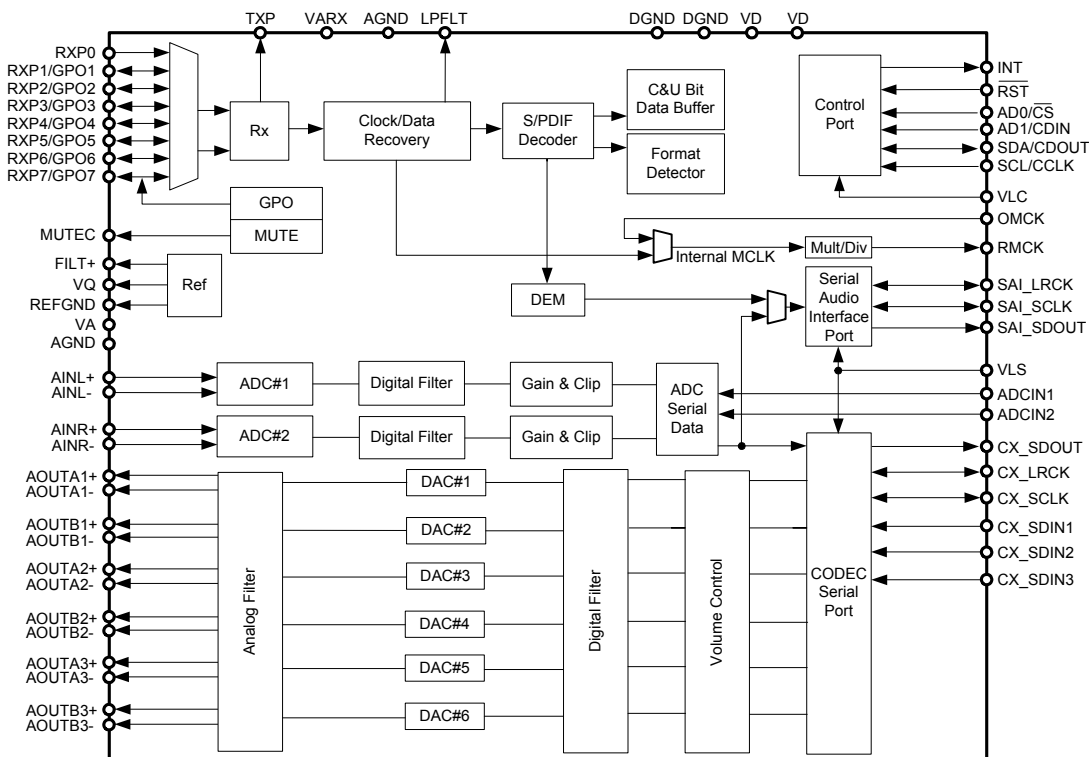 TXP
VARX
AGND
LPFLT
DGND
DGND
VD
VD
RXP0
RXP1/GPO1
RXP2/GPO2
RXP3/GPO3
RXP4/GPO4
RXP5/GPO5
RXP6/GPO6
RXP7/GPO7
MUTEC
FILT+
VQ
REFGND
VA
AGND
AINL+
AINL-
AINR+
AINR-
AOUTA1+
AOUTA1-
AOUTB1+
AOUTB1-
AOUTA2+
AOUTA2-
AOUTB2+
AOUTB2-
AOUTA3+
AOUTA3-
AOUTB3+
AOUTB3-
Rx
Clock/Data
Recovery
S/PDIF
Decoder
C&U Bit
Data Buffer
Format
Detector
Control
Port
GPO
MUTE
Ref
Internal MCLK
Mult/Div
DEM
Serial
Audio
Interface
Port
ADC#1
Digital Filter
Gain & Clip
ADC
Serial
Data
ADC#2
Digital Filter
Gain & Clip
Analog Filter
DAC#1
DAC#2
DAC#3
DAC#4
DAC#5
DAC#6
Digital Filter
Volume Control
CODEC
Serial
Port
INT
RST
AD0/CS
AD1/CDIN
SDA/CDOUT
SCL/CCLK
VLC
OMCK
RMCK
SAI_LRCK
SAI_SCLK
SAI_SDOUT
VLS
ADCIN1
ADCIN2
CX_SDOUT
CX_LRCK
CX_SCLK
CX_SDIN1
CX_SDIN2
CX_SDIN3